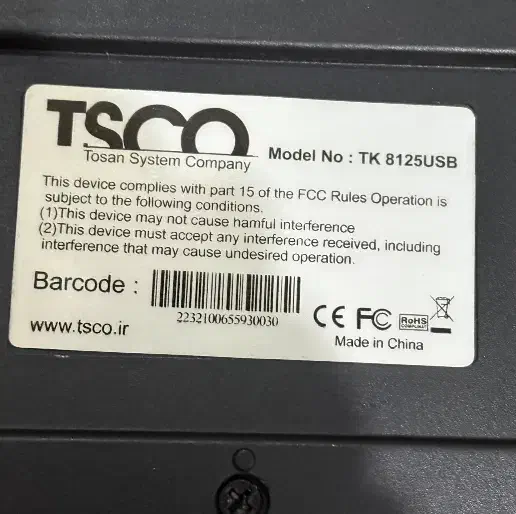 TSCO
Tosan System Company
Model No : TK 8125USB
This device complies with part 15 of the FCC Rules Operation is
subject to the following conditions.
(1)This device may not cause hamful interference
(2)This device must accept any interference received, including
interference that may cause undesired operation.
Barcode :
2232100655930030
CE FC RoHS
COMPLIANT
www.tsco.ir
Made in China